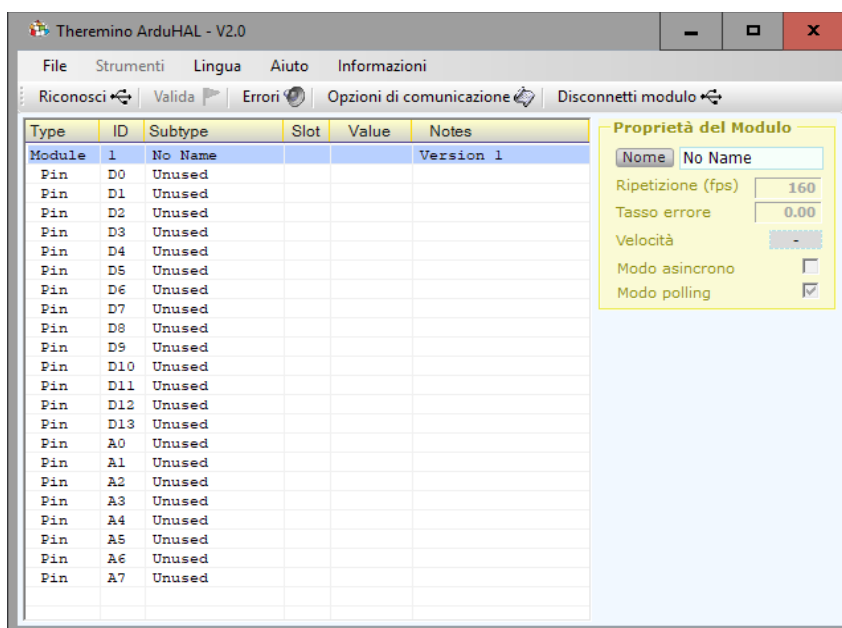 Theremino ArduHAL - V2.0
File Strumenti Lingua Aiuto Informazioni
Riconosci Valida Errori Opzioni di comunicazione Disconnetti modulo
Type ID Subtype Slot Value Notes
Module 1 No Name Version 1
Pin D0 Unused
Pin D1 Unused
Pin D2 Unused
Pin D3 Unused
Pin D4 Unused
Pin D5 Unused
Pin D6 Unused
Pin D7 Unused
Pin D8 Unused
Pin D9 Unused
Pin D10 Unused
Pin D11 Unused
Pin D12 Unused
Pin D13 Unused
Pin A0 Unused
Pin A1 Unused
Pin A2 Unused
Pin A3 Unused
Pin A4 Unused
Pin A5 Unused
Pin A6 Unused
Pin A7 Unused
Proprietà del Modulo
Nome No Name
Ripetizione (fps) 160
Tasso errore 0.00
Velocità -
Modo asincrono
Modo polling